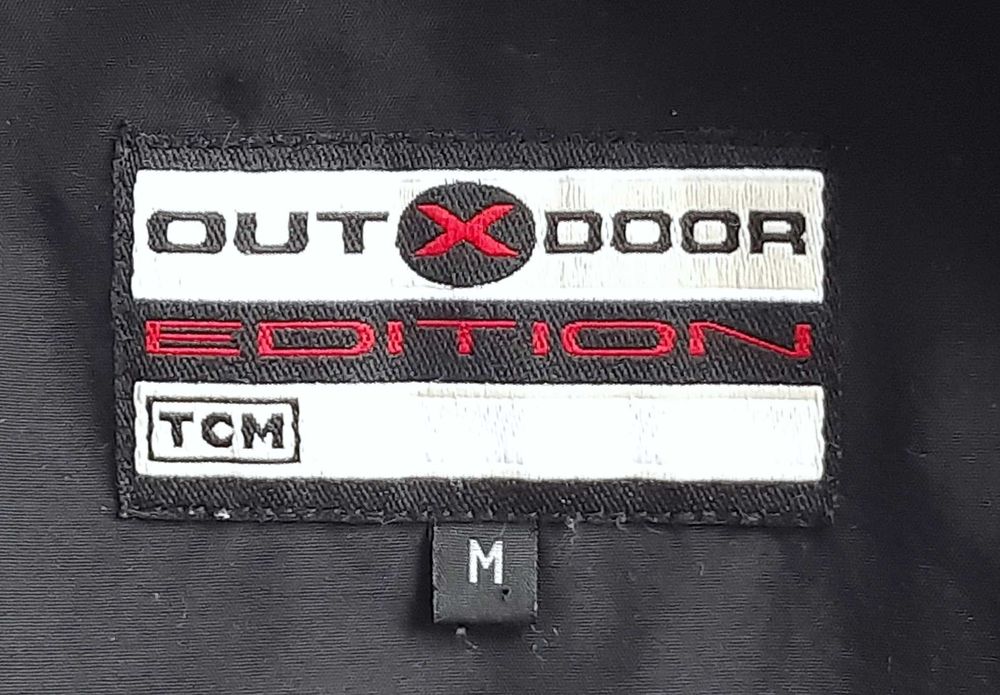 OUT X DOOR
EDITION
TCM
M